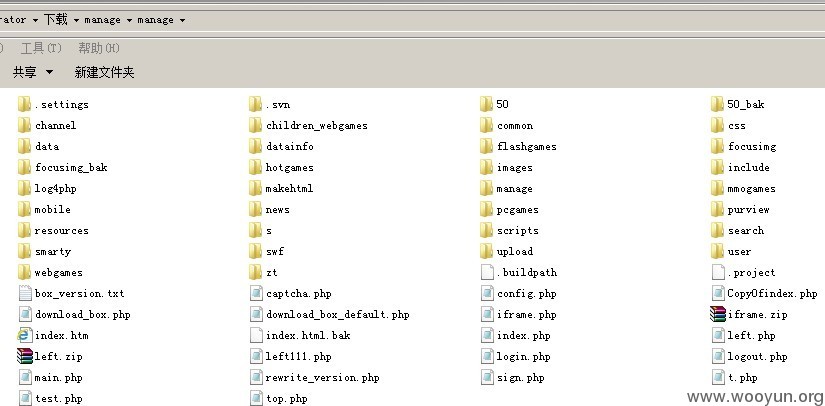 rator 下载 manage manage
) 工具(T) 帮助(H)
共享 新建文件夹
.settings .svn 50 50_bak
channel children_webgames common css
data datainfo flashgames focusimg
focusimg_bak hotgames images include
log4php makehtml manage mmogames
mobile news pcgames purview
resources s scripts search
smarty swf upload user
webgames zt .buildpath .project
box_version.txt captcha.php config.php CopyOfindex.php
download_box.php download_box_default.php iframe.php iframe.zip
index.htm index.html.bak index.php left.php
left.zip left111.php login.php logout.php
main.php rewrite_version.php sign.php t.php
test.php top.php
www.wooyun.org